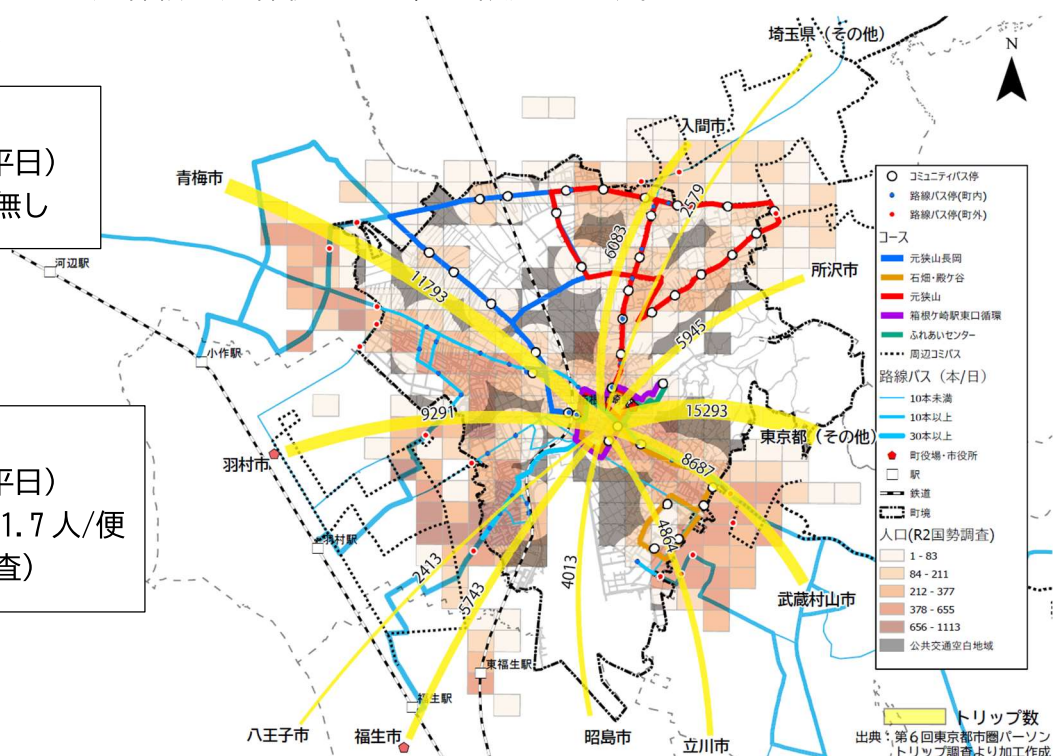 埼玉県（その他）
N
入間市
平日）
無し
青梅市
2579
6083
所沢市
河辺駅
11793
5945
小作駅
9291
15293
東京都（その他）
羽村市
8687
平日）
1.7人/便
査）
羽村駅
4864
2413
5743
4013
武蔵村山市
東福生駅
福生駅
八王子市
福生市
昭島市
立川市
コミュニティバス停
路線バス停(町内)
路線バス停(町外)
コース
元狭山長岡
石畑・殿ケ谷
元狭山
箱根ケ崎駅東口循環
ふれあいセンター
周辺コミバス
路線バス（本/日）
10本未満
10本以上
30本以上
町役場・市役所
駅
鉄道
町境
人口(R2国勢調査)
1 - 83
84 - 211
212 - 377
378 - 655
656 - 1113
公共交通空白地域
トリップ数
出典：第6回東京都市圏パーソン
トリップ調査より加工作成